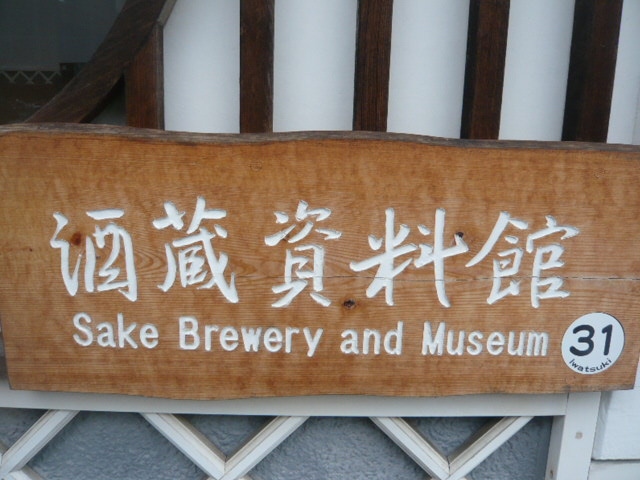 酒蔵資料館
Sake Brewery and Museum
31
iwatsuki